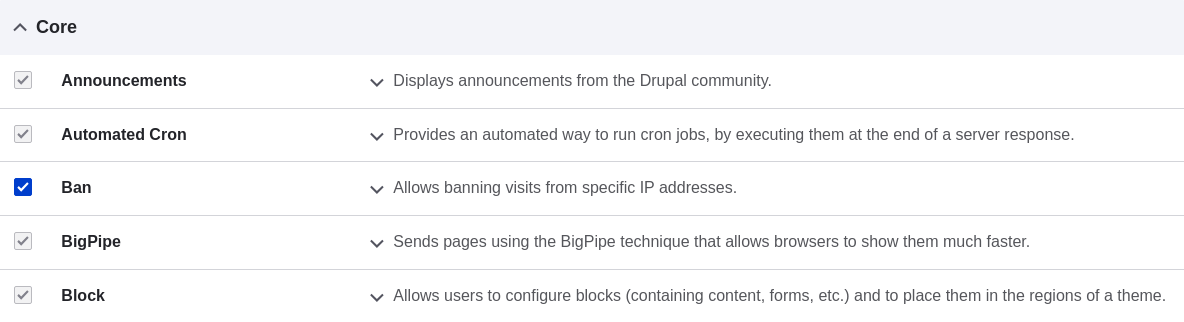 Core
Announcements Displays announcements from the Drupal community.
Automated Cron Provides an automated way to run cron jobs, by executing them at the end of a server response.
Ban Allows banning visits from specific IP addresses.
BigPipe Sends pages using the BigPipe technique that allows browsers to show them much faster.
Block Allows users to configure blocks (containing content, forms, etc.) and to place them in the regions of a theme.